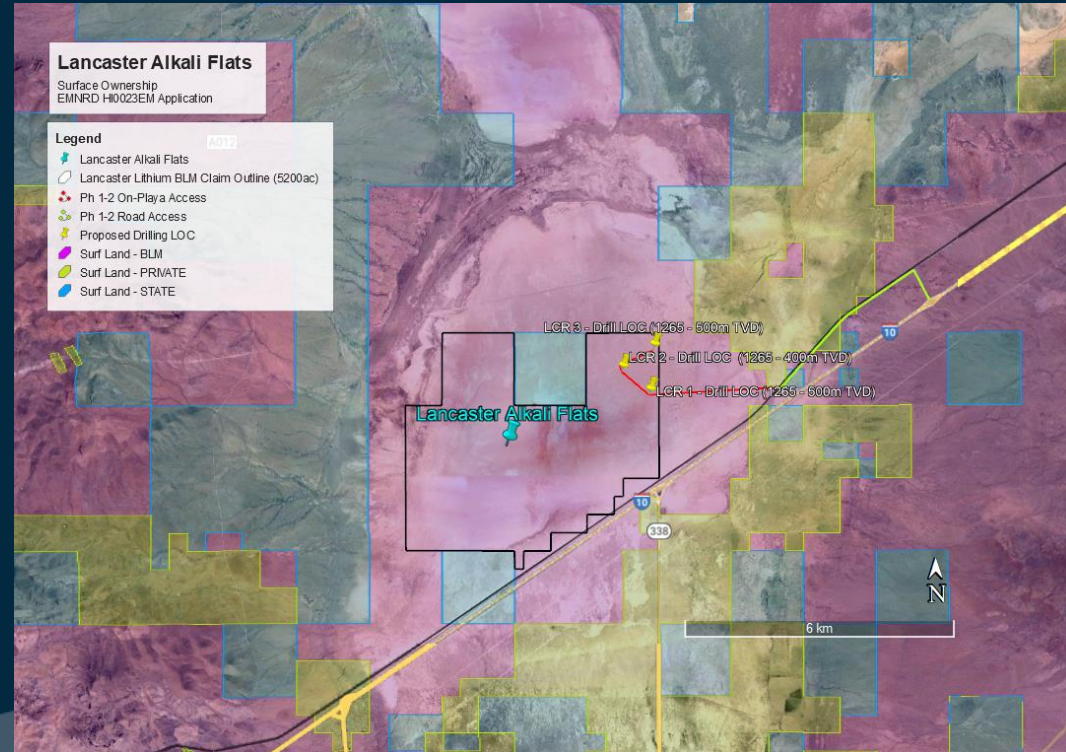 Lancaster Alkali Flats
Surface Ownership
EMNRD HI0023EM Application
Legend
A012
Lancaster Alkali Flats
Lancaster Lithium BLM Claim Outline (5200ac)
Ph 1-2 On-Playa Access
Ph 1-2 Road Access
Proposed Drilling LOC
Surf Land - BLM
Surf Land - PRIVATE
Surf Land - STATE
LCR 3 - Drill LOC (1265 - 500m TVD)
10
LCR 2 - Drill LOC (1265 - 400m TVD)
LCR 1 - Drill LOC (1265 - 500m TVD)
Lancaster Alkali Flats
10
338
N
6 km